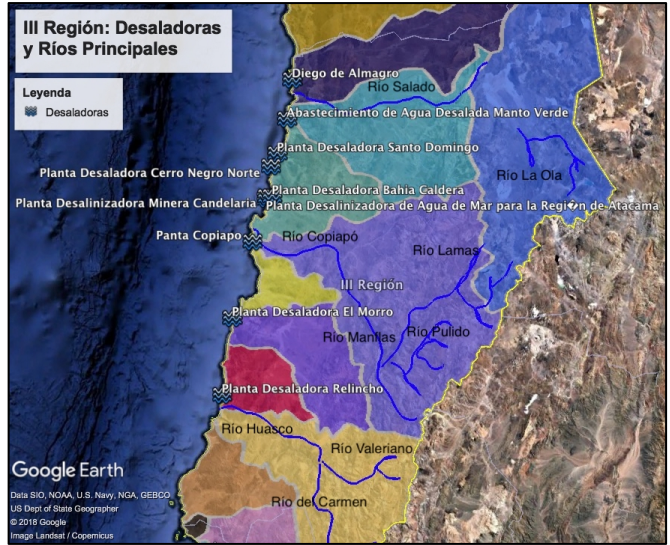 III Región: Desaladoras
y Ríos Principales
Leyenda
Desaladoras
Diego de Almagro
Río Salado
Abastecimiento de Agua Desalada Manto Verde
Planta Desaladora Santo Domingo
Planta Desaladora Cerro Negro Norte
Río La Ola
Planta Desaladora Bahia Caldera
Planta Desalinizadora Minera Candelaria
Planta Desalinizadora de Agua de Mar para la Regi�n de Atacama
Panta Copiapo
Río Copiapó
Río Lamas
III Región
Planta Desaladora El Morro
Río Manflas
Río Pulido
Planta Desaladora Relincho
Río Huasco
Río Valeriano
Río del Carmen
Google Earth
Data SIO, NOAA, U.S. Navy, NGA, GEBCO
US Dept of State Geographer
© 2018 Google
Image Landsat / Copernicus